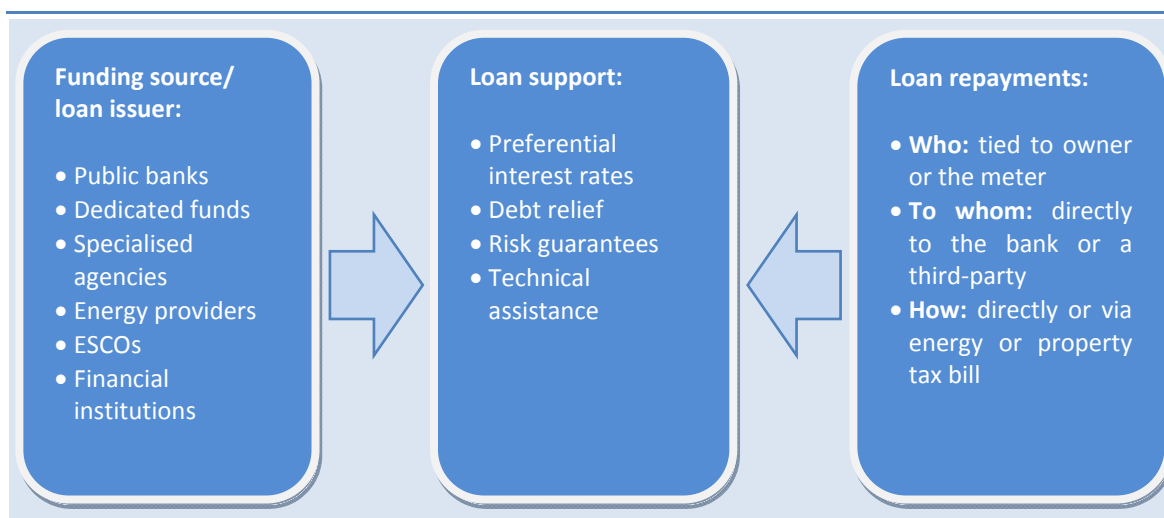 Funding source/
loan issuer:
• Public banks
• Dedicated funds
• Specialised
agencies
• Energy providers
• ESCOs
• Financial
institutions
Loan support:
• Preferential
interest rates
• Debt relief
• Risk guarantees
• Technical
assistance
Loan repayments:
• Who: tied to owner
or the meter
• To whom: directly
to the bank or a
third-party
• How: directly or via
energy or property
tax bill